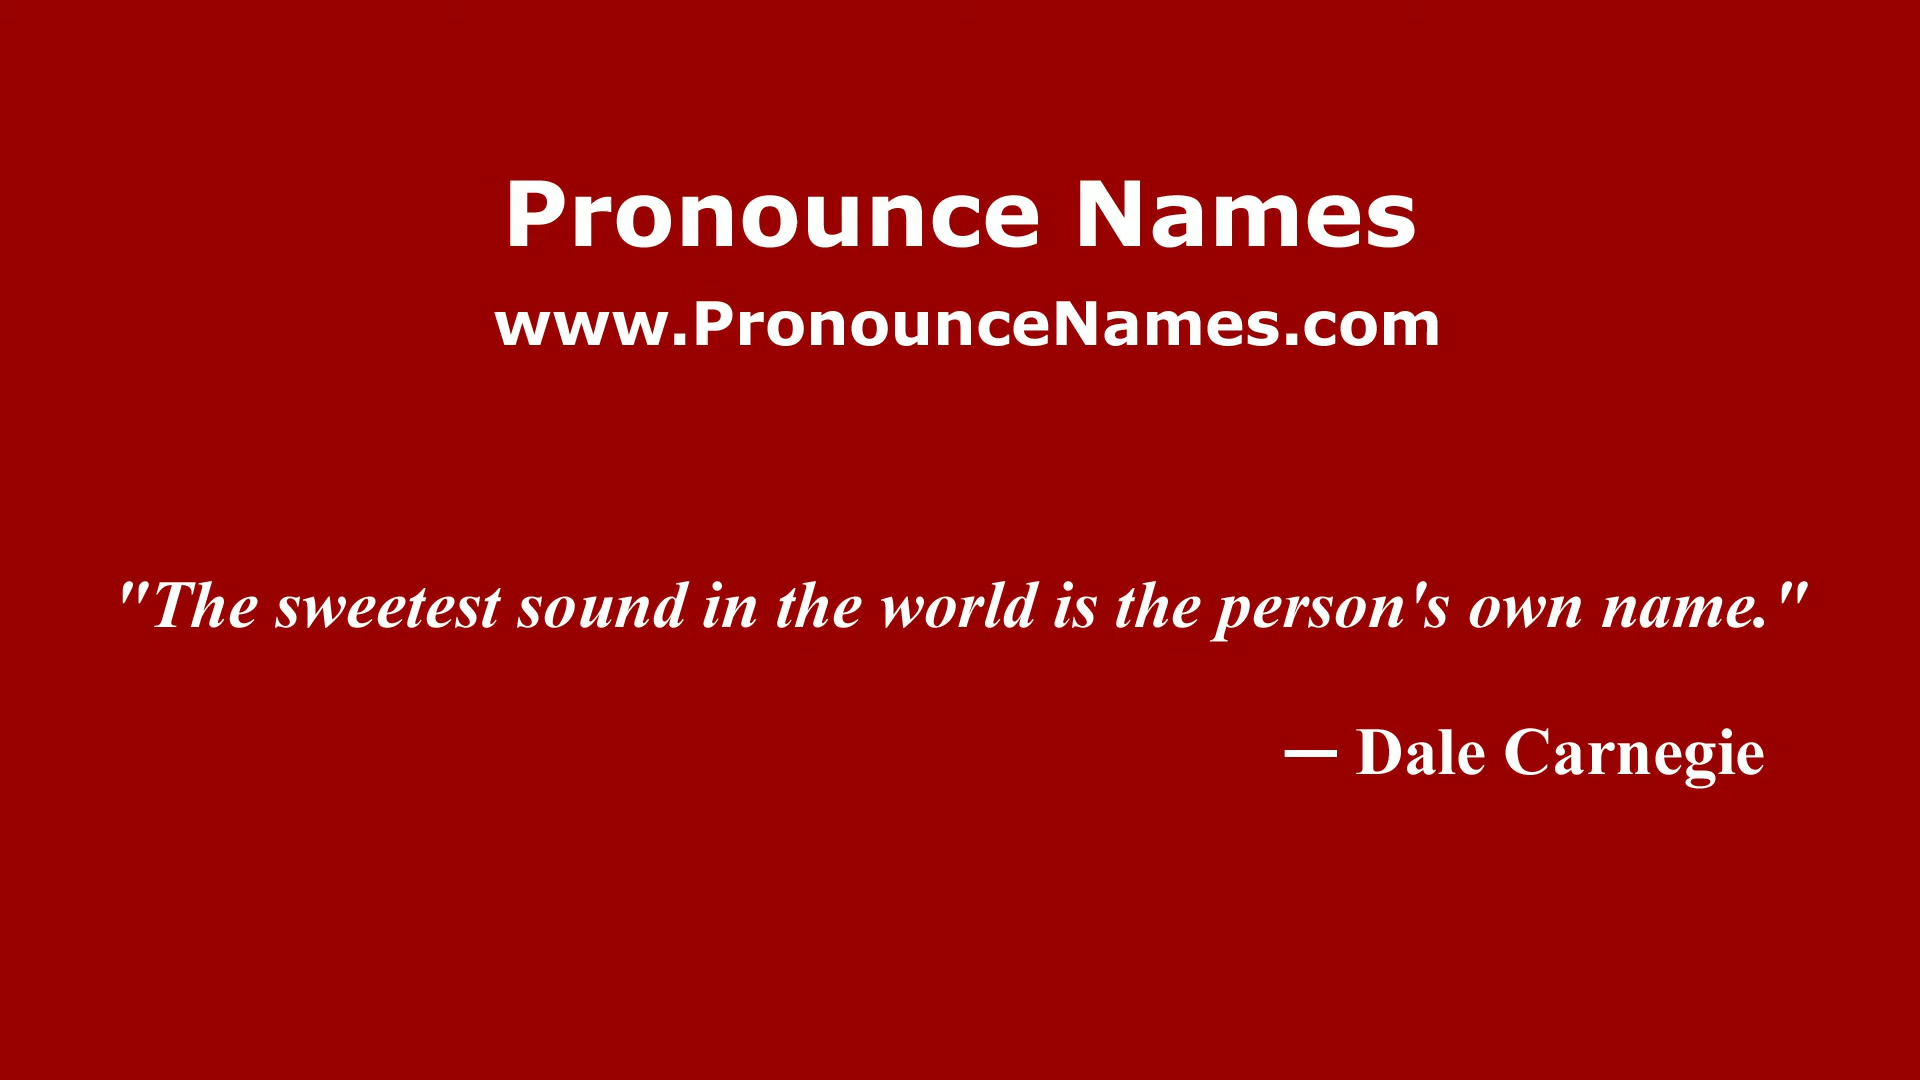 Pronounce Names
www.PronounceNames.com
"The sweetest sound in the world is the person's own name."
— Dale Carnegie